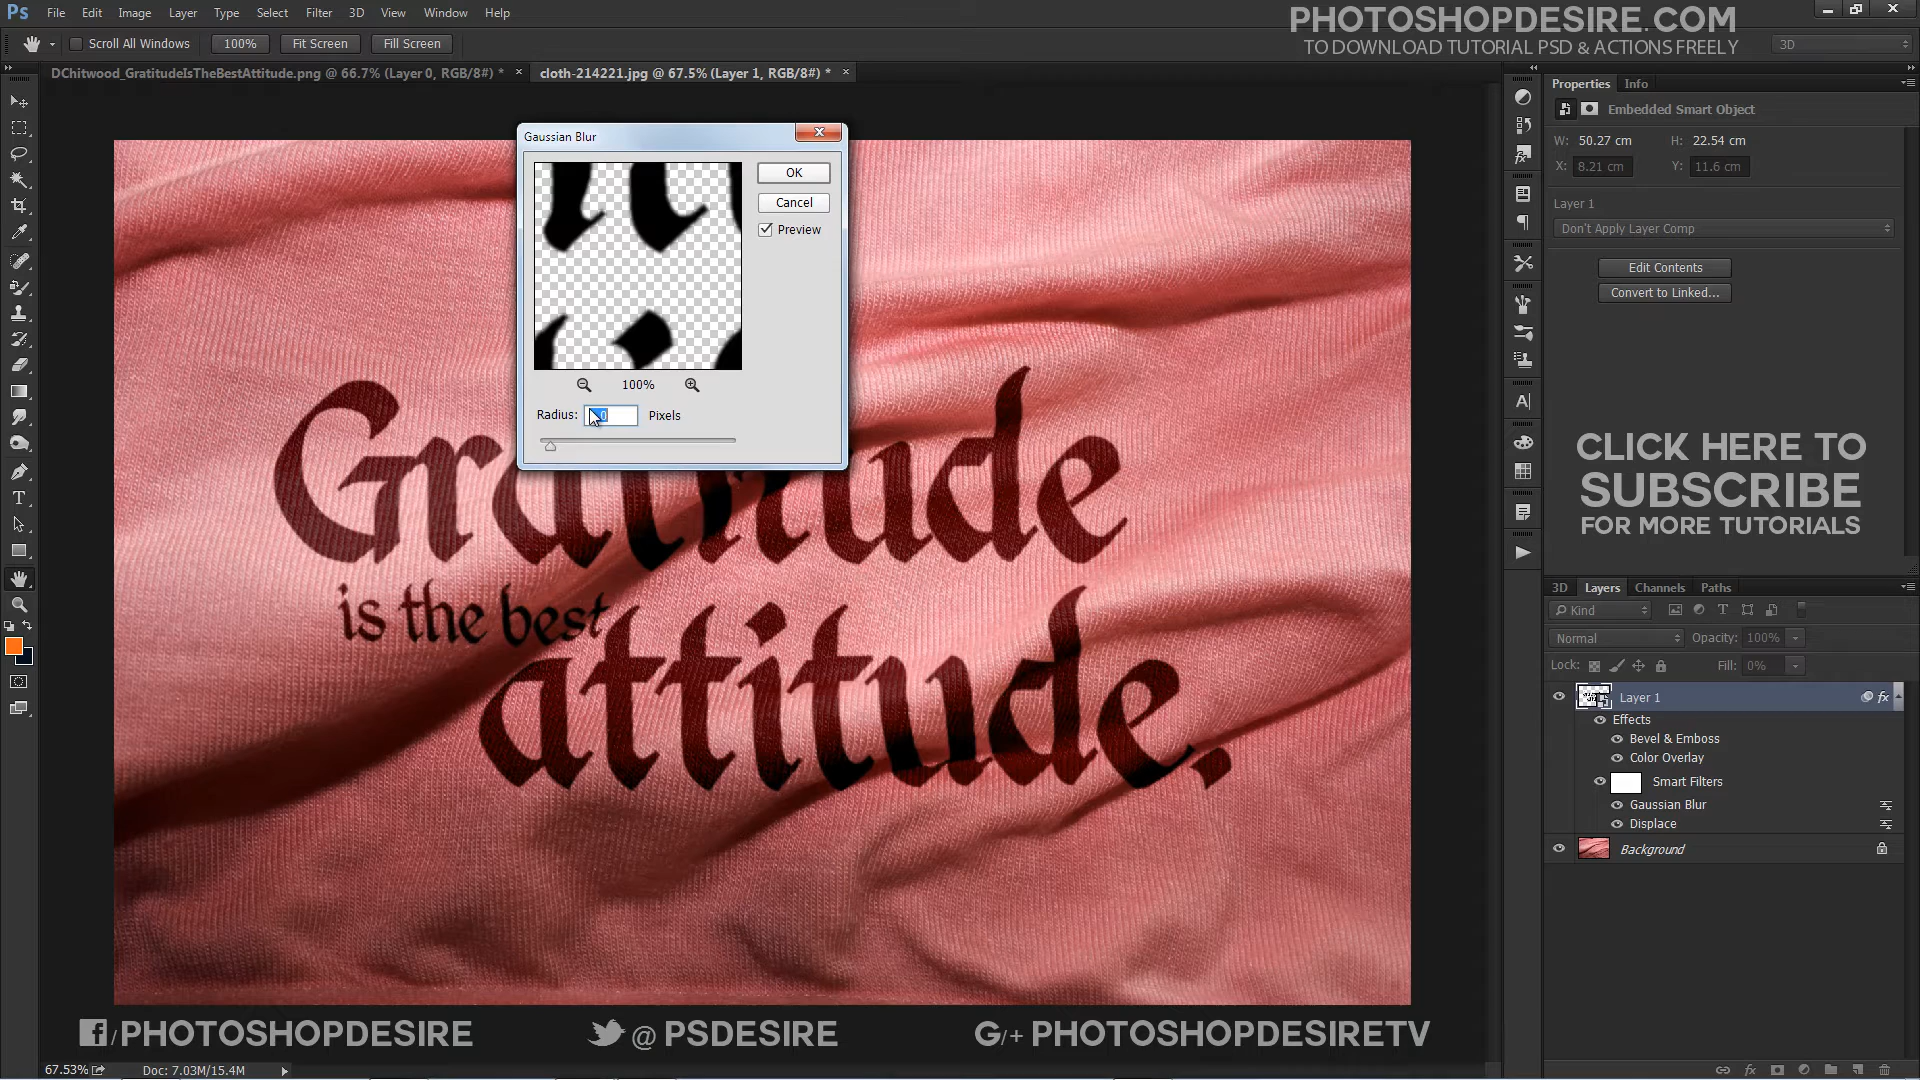 Ps File Edit Image Layer Type Select Filter 3D View Window Help
PHOTOSHOPDESIRE.COM
TO DOWNLOAD TUTORIAL PSD & ACTIONS FREELY
Scroll All Windows 100% Fit Screen Fill Screen
3D
DChitwood_GratitudeIsTheBestAttitude.png @ 66.7% (Layer 0, RGB/8#) * ×
cloth-214221.jpg @ 67.5% (Layer 1, RGB/8#) * ×
Properties Info
Embedded Smart Object
W: 50.27 cm H: 22.54 cm
X: 8.21 cm Y: 11.6 cm
Layer 1
Don't Apply Layer Comp
Edit Contents
Convert to Linked...
Gaussian Blur
OK
Cancel
Preview
100%
Radius: Pixels
Gratitude
is the best
attitude.
CLICK HERE TO
SUBSCRIBE
FOR MORE TUTORIALS
3D Layers Channels Paths
Kind
Normal Opacity: 100%
Lock: Fill: 0%
Layer 1 fx
Effects
Bevel & Emboss
Color Overlay
Smart Filters
Gaussian Blur
Displace
Background
f/PHOTOSHOPDESIRE
@ PSDESIRE
G/+ PHOTOSHOPDESIRETV
67.53% Doc: 7.03M/15.4M